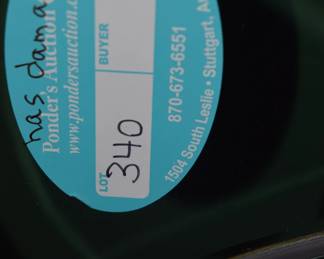 has dama
Ponder's Auction
www.pondersauction.c
BUYER
LOT
340
870-673-6551
1504 South Leslie • Stuttgart, A